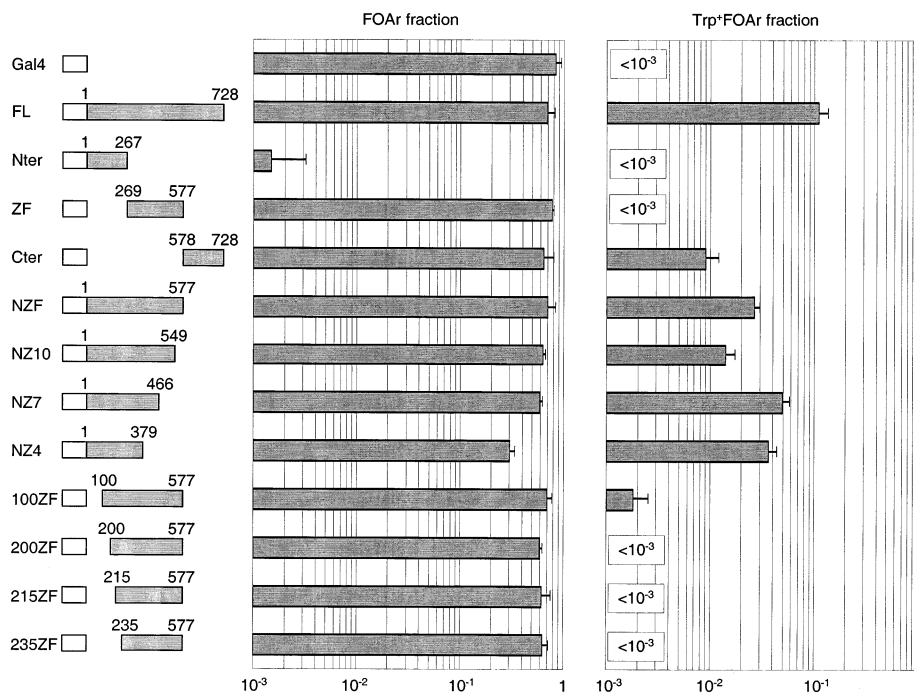 FOAr fraction Trp⁺FOAr fraction
Gal4 <10⁻³
1 728
FL
1 267
Nter <10⁻³
269 577
ZF <10⁻³
578 728
Cter
1 577
NZF
1 549
NZ10
1 466
NZ7
1 379
NZ4
100 577
100ZF
200 577
200ZF <10⁻³
215 577
215ZF <10⁻³
235 577
235ZF <10⁻³
10⁻³ 10⁻² 10⁻¹ 1 10⁻³ 10⁻² 10⁻¹ 1